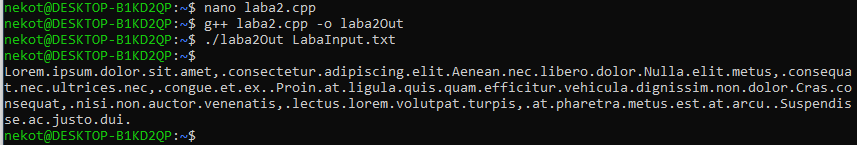 nekot@DESKTOP-B1KD2QP:~$ nano laba2.cpp
nekot@DESKTOP-B1KD2QP:~$ g++ laba2.cpp -o laba2Out
nekot@DESKTOP-B1KD2QP:~$ ./laba2Out LabaInput.txt
nekot@DESKTOP-B1KD2QP:~$
Lorem.ipsum.dolor.sit.amet,.consectetur.adipiscing.elit.Aenean.nec.libero.dolor.Nulla.elit.metus,.consequa
t.nec.ultrices.nec,.congue.et.ex..Proin.at.ligula.quis.quam.efficitur.vehicula.dignissim.non.dolor.Cras.co
nsequat,.nisi.non.auctor.venenatis,.lectus.lorem.volutpat.turpis,.at.pharetra.metus.est.at.arcu..Suspendis
se.ac.justo.dui.
nekot@DESKTOP-B1KD2QP:~$